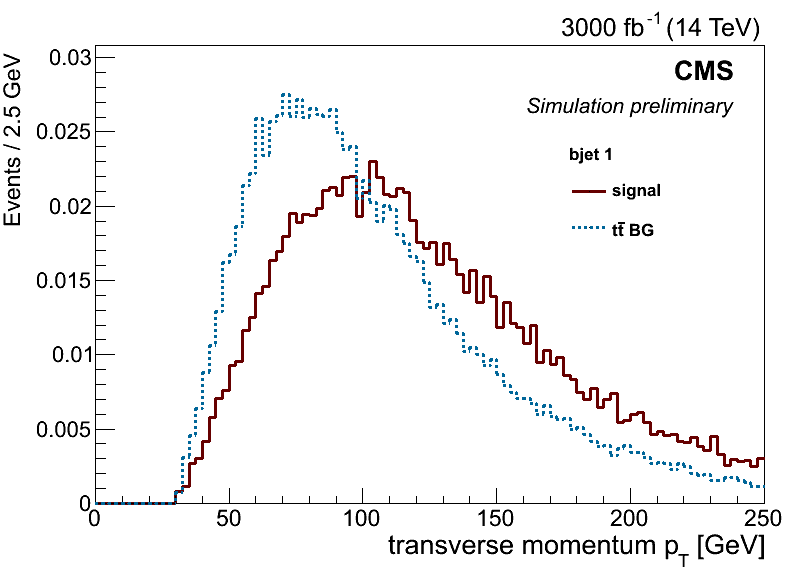 3000 fb⁻¹ (14 TeV)
CMS
Simulation preliminary
bjet 1
signal
tt̄ BG
Events / 2.5 GeV
0.03
0.025
0.02
0.015
0.01
0.005
0
0 50 100 150 200 250
transverse momentum p_T [GeV]